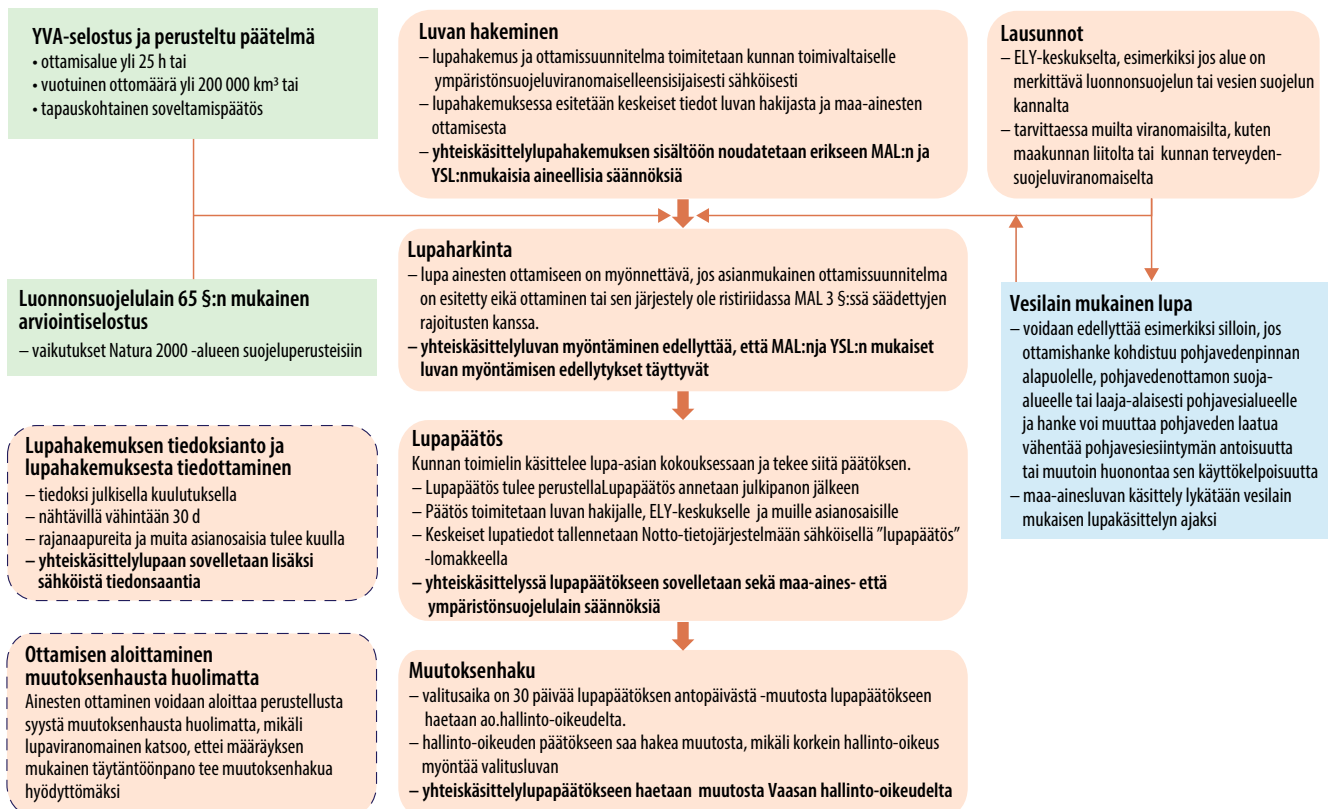 YVA-selostus ja perusteltu päätelmä
• ottamisalue yli 25 h tai
• vuotuinen ottomäärä yli 200 000 km³ tai
• tapauskohtainen soveltamispäätös
Luvan hakeminen
– lupahakemus ja ottamissuunnitelma toimitetaan kunnan toimivaltaiselle
ympäristönsuojeluviranomaiselleensisijaisesti sähköisesti
– lupahakemuksessa esitetään keskeiset tiedot luvan hakijasta ja maa-ainesten
ottamisesta
– yhteiskäsittelylupahakemuksen sisältöön noudatetaan erikseen MAL:n ja
YSL:nmukaisia aineellisia säännöksiä
Lausunnot
– ELY-keskukselta, esimerkiksi jos alue on
merkittävä luonnonsuojelun tai vesien suojelun
kannalta
– tarvittaessa muilta viranomaisilta, kuten
maakunnan liitolta tai kunnan terveyden-
suojeluviranomaiselta
Luonnonsuojelulain 65 §:n mukainen
arviointiselostus
– vaikutukset Natura 2000 -alueen suojeluperusteisiin
Lupaharkinta
– lupa ainesten ottamiseen on myönnettävä, jos asianmukainen ottamissuunnitelma
on esitetty eikä ottaminen tai sen järjestely ole ristiriidassa MAL 3 §:ssä säädettyjen
rajoitusten kanssa.
– yhteiskäsittelyluvan myöntäminen edellyttää, että MAL:nja YSL:n mukaiset
luvan myöntämisen edellytykset täyttyvät
Vesilain mukainen lupa
– voidaan edellyttää esimerkiksi silloin, jos
ottamishanke kohdistuu pohjavedenpinnan
alapuolelle, pohjavedenottamon suoja-
alueelle tai laaja-alaisesti pohjavesialueelle
ja hanke voi muuttaa pohjaveden laatua
vähentää pohjavesiesiintymän antoisuutta
tai muutoin huonontaa sen käyttökelpoisuutta
– maa-ainesluvan käsittely lykätään vesilain
mukaisen lupakäsittelyn ajaksi
Lupahakemuksen tiedoksianto ja
lupahakemuksesta tiedottaminen
– tiedoksi julkisella kuulutuksella
– nähtävillä vähintään 30 d
– rajanaapureita ja muita asianosaisia tulee kuulla
– yhteiskäsittelylupaan sovelletaan lisäksi
sähköistä tiedonsaantia
Lupapäätös
Kunnan toimielin käsittelee lupa-asian kokouksessaan ja tekee siitä päätöksen.
– Lupapäätös tulee perustellaLupapäätös annetaan julkipanon jälkeen
– Päätös toimitetaan luvan hakijalle, ELY-keskukselle ja muille asianosaisille
– Keskeiset lupatiedot tallennetaan Notto-tietojärjestelmään sähköisellä ”lupapäätös”
-lomakkeella
– yhteiskäsittelyssä lupapäätökseen sovelletaan sekä maa-aines- että
ympäristönsuojelulain säännöksiä
Ottamisen aloittaminen
muutoksenhausta huolimatta
Ainesten ottaminen voidaan aloittaa perustellusta
syystä muutoksenhausta huolimatta, mikäli
lupaviranomainen katsoo, ettei määräyksen
mukainen täytäntöönpano tee muutoksenhakua
hyödyttömäksi
Muutoksenhaku
– valitusaika on 30 päivää lupapäätöksen antopäivästä -muutosta lupapäätökseen
haetaan ao.hallinto-oikeudelta.
– hallinto-oikeuden päätökseen saa hakea muutosta, mikäli korkein hallinto-oikeus
myöntää valitusluvan
– yhteiskäsittelylupapäätökseen haetaan muutosta Vaasan hallinto-oikeudelta